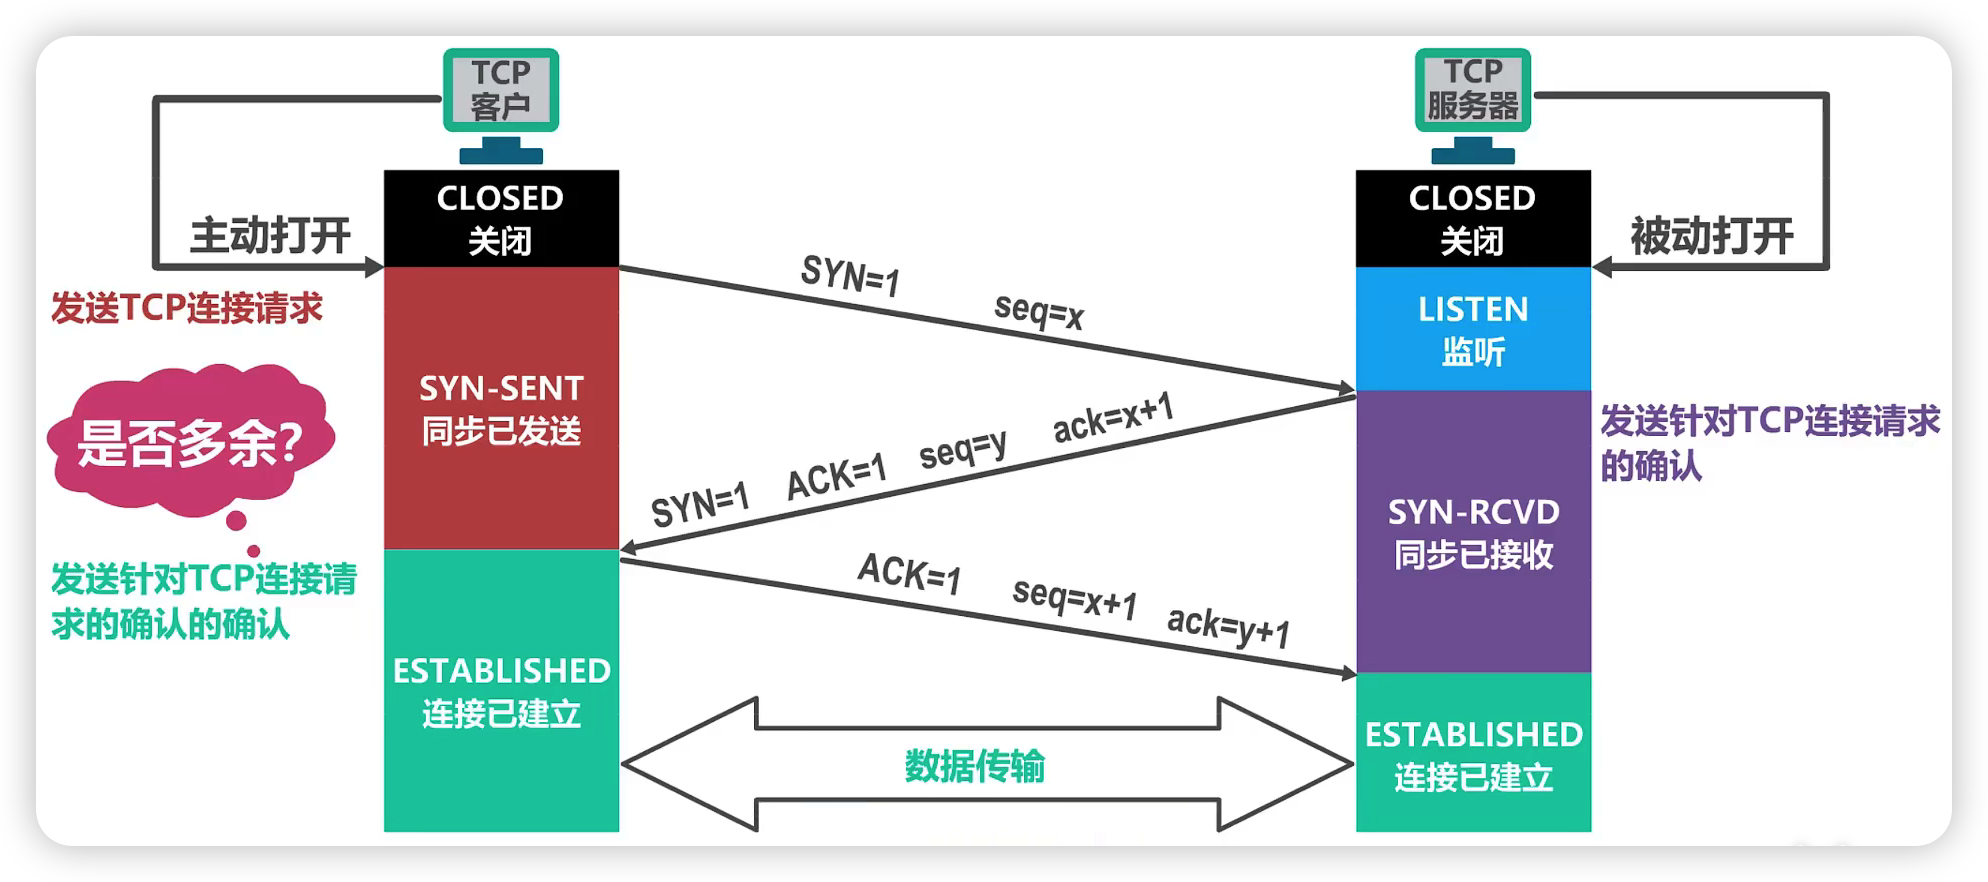 TCP
客户
TCP
服务器
CLOSED
关闭
CLOSED
关闭
主动打开
被动打开
发送TCP连接请求
SYN=1 seq=x
LISTEN
监听
SYN-SENT
同步已发送
是否多余?
SYN=1 ACK=1 seq=y ack=x+1
发送针对TCP连接请求
的确认
SYN-RCVD
同步已接收
发送针对TCP连接请
求的确认的确认
ACK=1 seq=x+1 ack=y+1
ESTABLISHED
连接已建立
ESTABLISHED
连接已建立
数据传输